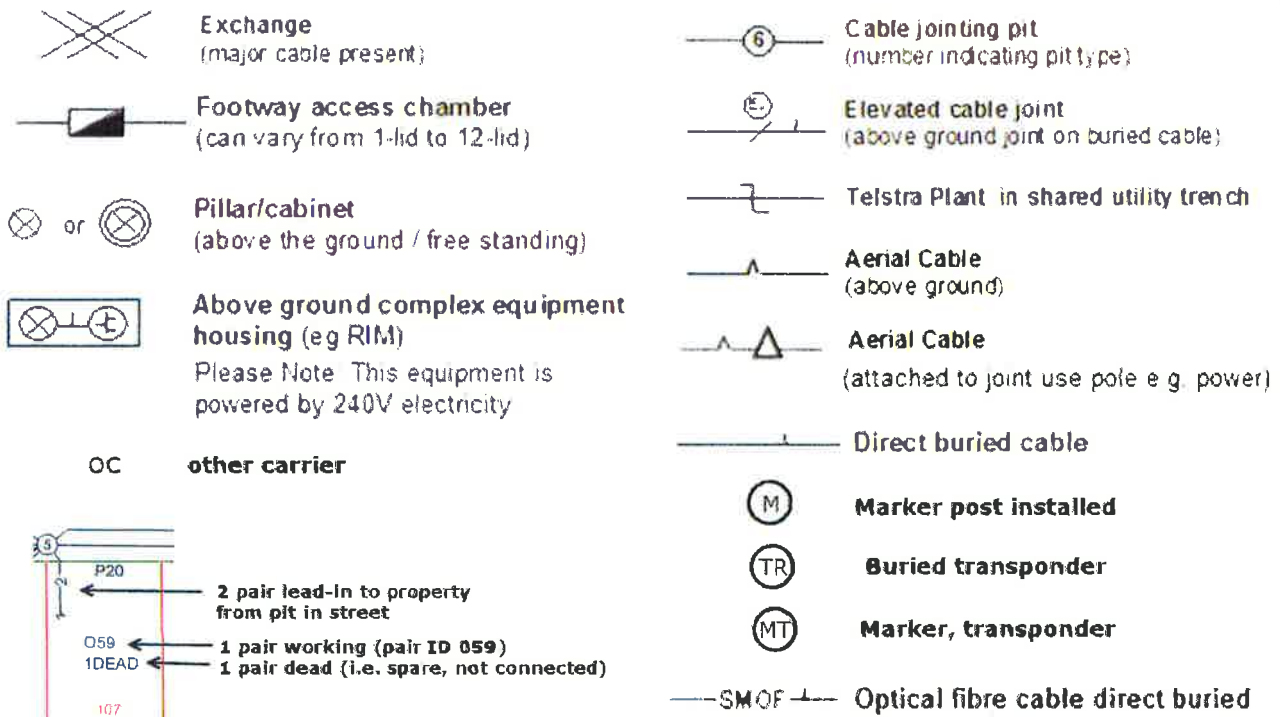 Exchange
(major cable present)
Footway access chamber
(can vary from 1-lid to 12-lid)
or
Pillar/cabinet
(above the ground / free standing)
Above ground complex equipment
housing (eg RIM)
Please Note This equipment is
powered by 240V electricity
OC other carrier
5
P20
2
2 pair lead-in to property
from pit in street
O59
1 pair working (pair ID 059)
1DEAD
1 pair dead (i.e. spare, not connected)
107
6
Cable jointing pit
(number indicating pit type)
Elevated cable joint
(above ground joint on buried cable)
Telstra Plant in shared utility trench
Aerial Cable
(above ground)
Aerial Cable
(attached to joint use pole e.g. power)
Direct buried cable
M Marker post installed
TR Buried transponder
MT Marker, transponder
SMOF Optical fibre cable direct buried